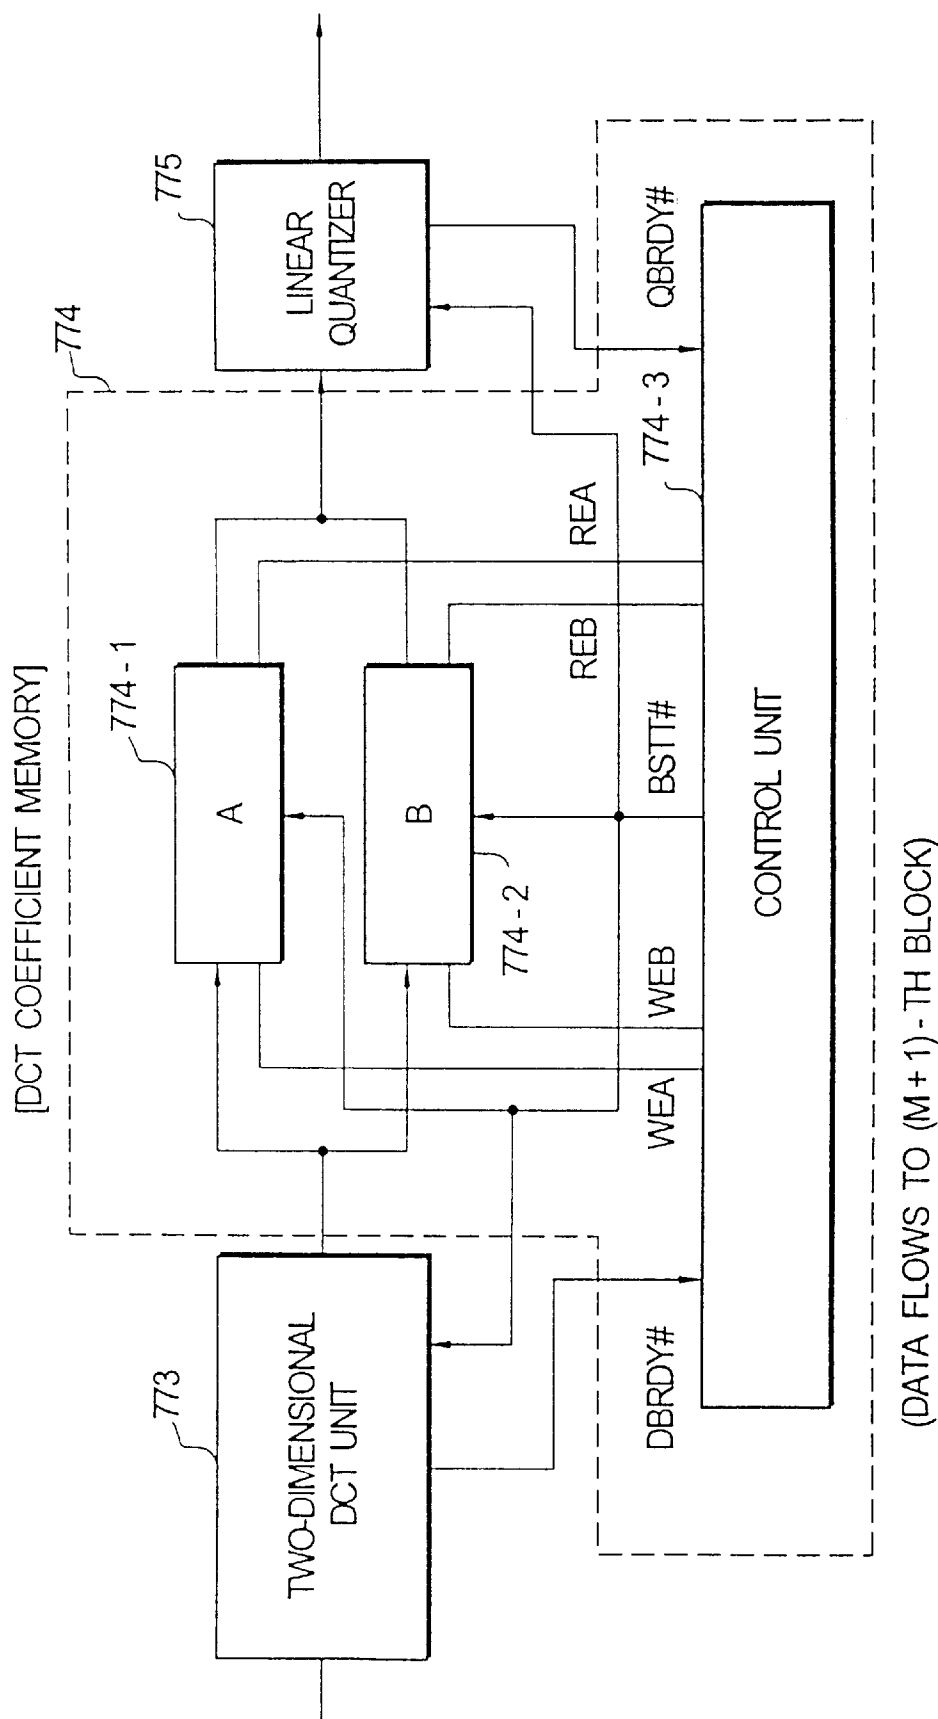 [DCT COEFFICIENT MEMORY]
773
TWO-DIMENSIONAL
DCT UNIT
774-1
A
B
774-2
774
775
LINEAR
QUANTIZER
DBRDY#
WEA
WEB
BSTT#
REB
REA
774-3
QBRDY#
CONTROL UNIT
(DATA FLOWS TO (M+1)-TH BLOCK)